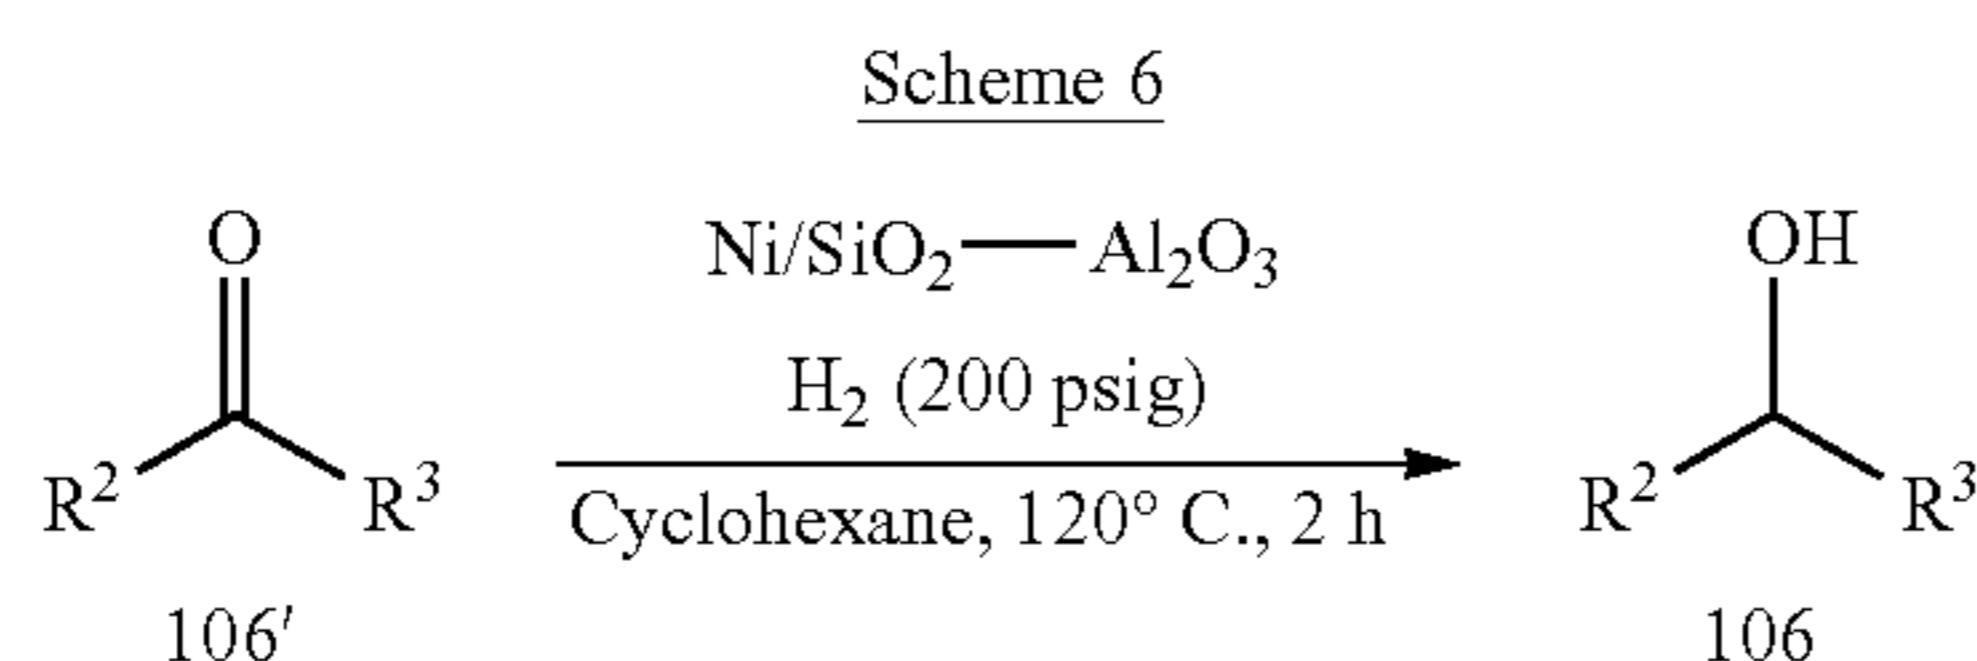 Scheme 6
O
Ni/SiO₂—Al₂O₃
OH
H₂ (200 psig)
R² R³
Cyclohexane, 120° C., 2 h
R² R³
106′
106